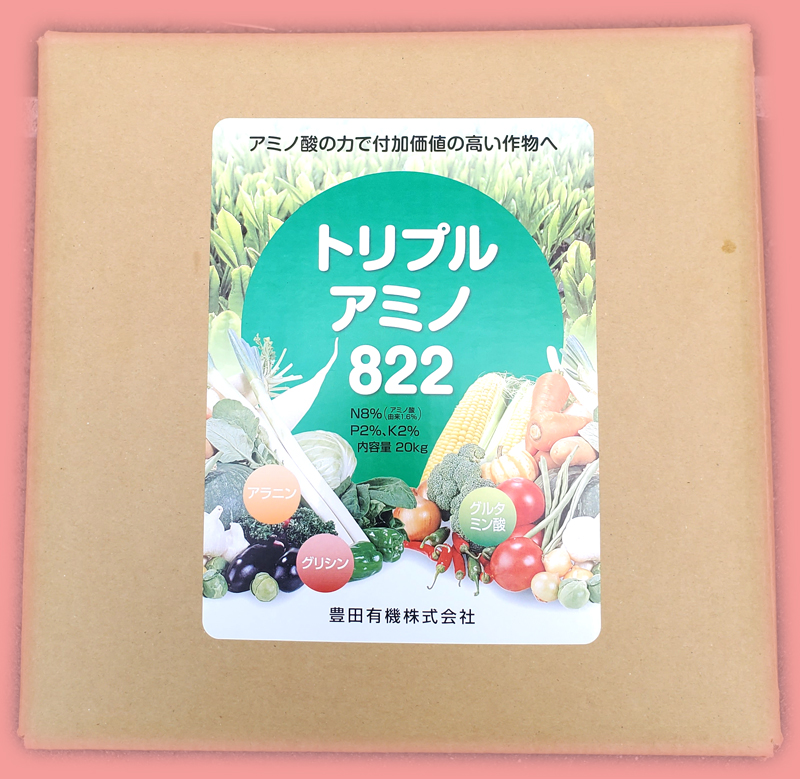 アミノ酸の力で付加価値の高い作物へ
トリプル
アミノ
822
N8%(アミノ酸由来1.6%)
P2%、K2%
内容量 20kg
アラニン
グルタ
ミン酸
グリシン
豊田有機株式会社